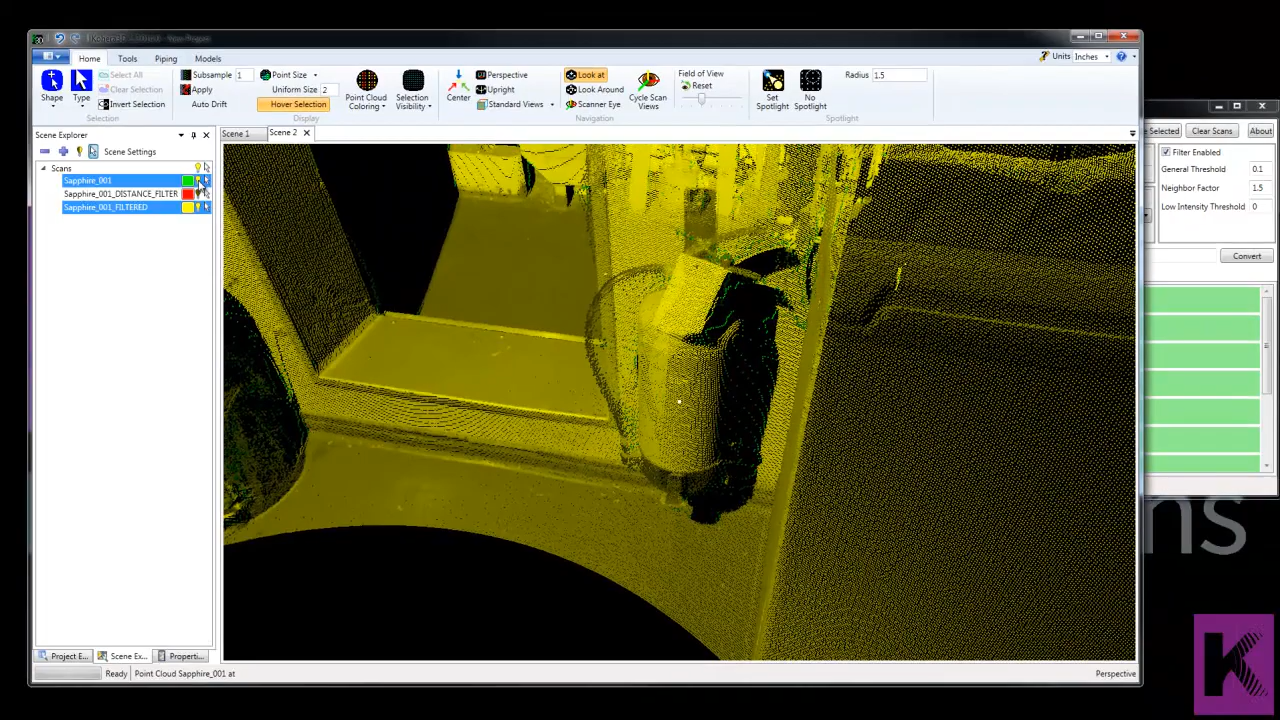 Home Tools Piping Models Units Inches
Shape Type Select All Clear Selection Invert Selection Selection
Subsample 1 Apply Auto Drift Point Size Uniform Size 2 Hover Selection Display
Point Cloud Coloring Selection Visibility
Center Perspective Upright Standard Views Look at Look Around Scanner Eye Cycle Scan Views Navigation
Field of View Reset
Set Spotlight No Spotlight Radius 1.5 Spotlight
Scene Explorer
Scene 1 Scene 2
Scene Settings
Scans
Sapphire_001
Sapphire_001_DISTANCE_FILTER
Sapphire_001_FILTERED
Selected Clear Scans About
Filter Enabled
General Threshold 0.1
Neighbor Factor 1.5
Low Intensity Threshold 0
Convert
ns
Project E... Scene Ex... Properti...
Ready Point Cloud Sapphire_001 at Perspective
K